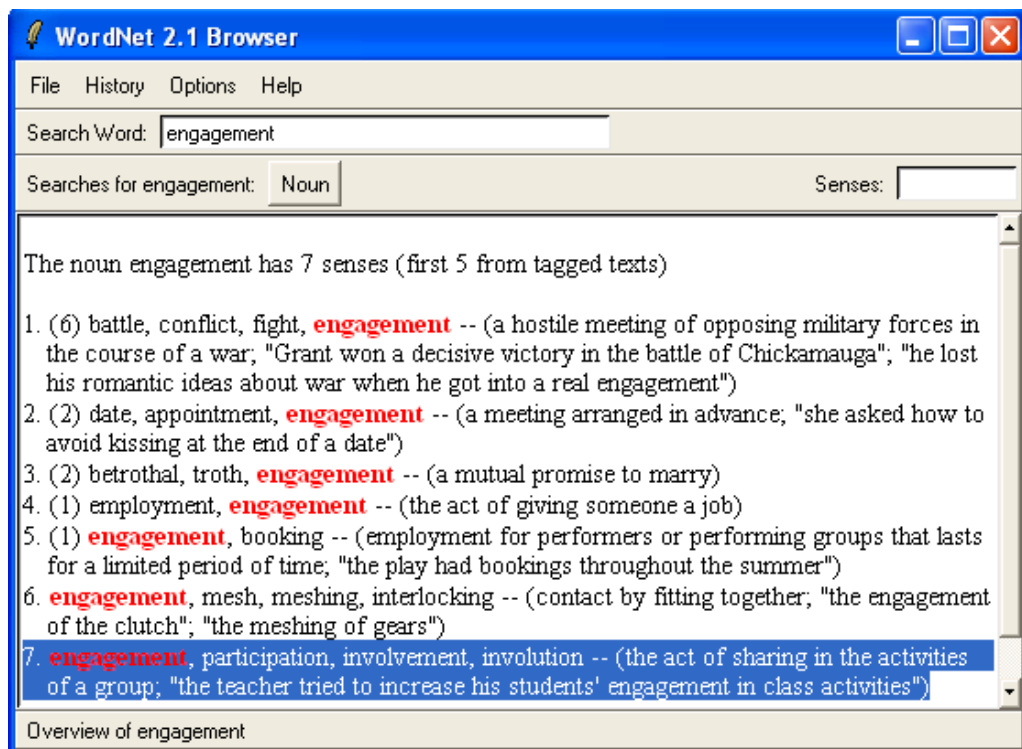 WordNet 2.1 Browser
File History Options Help
Search Word: engagement
Searches for engagement: Noun Senses:
The noun engagement has 7 senses (first 5 from tagged texts)
1. (6) battle, conflict, fight, engagement -- (a hostile meeting of opposing military forces in
the course of a war; "Grant won a decisive victory in the battle of Chickamauga"; "he lost
his romantic ideas about war when he got into a real engagement")
2. (2) date, appointment, engagement -- (a meeting arranged in advance; "she asked how to
avoid kissing at the end of a date")
3. (2) betrothal, troth, engagement -- (a mutual promise to marry)
4. (1) employment, engagement -- (the act of giving someone a job)
5. (1) engagement, booking -- (employment for performers or performing groups that lasts
for a limited period of time; "the play had bookings throughout the summer")
6. engagement, mesh, meshing, interlocking -- (contact by fitting together; "the engagement
of the clutch"; "the meshing of gears")
7. engagement, participation, involvement, involution -- (the act of sharing in the activities
of a group; "the teacher tried to increase his students' engagement in class activities")
Overview of engagement